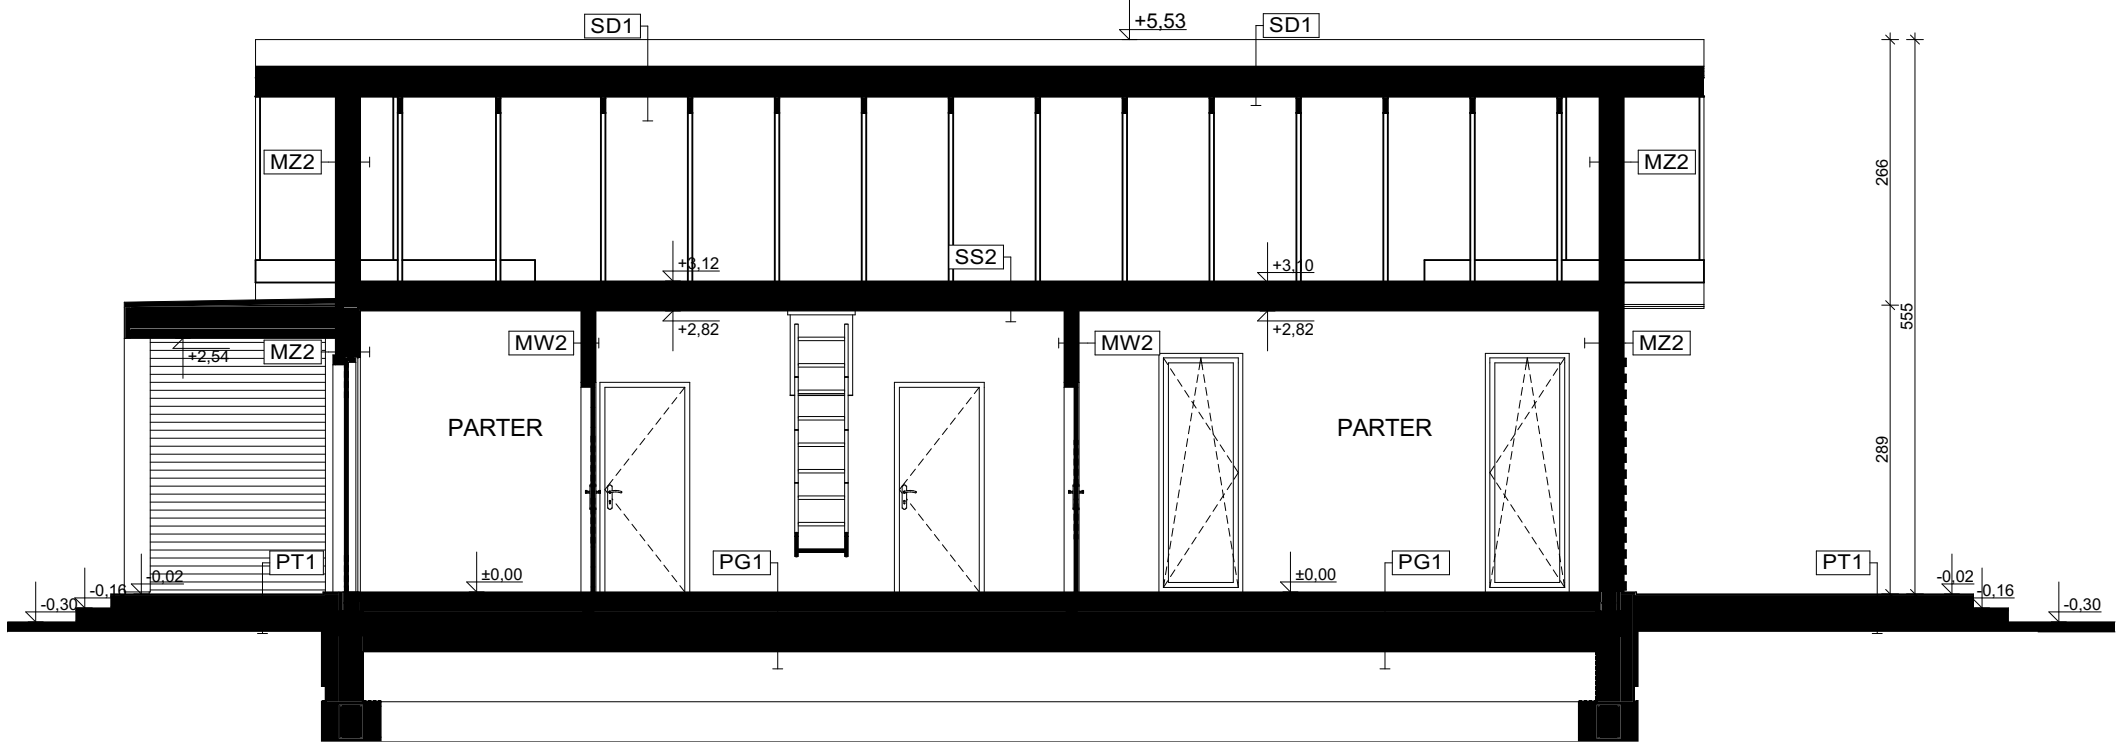 SD1
+5,53
SD1
MZ2
MZ2
266
+3,12
SS2
+3,10
+2,82
+2,82
555
MZ2
+2,54
MW2
MW2
MZ2
PARTER
PARTER
289
PT1
±0,00
PG1
±0,00
PG1
PT1
-0,30
-0,16
-0,02
-0,02
-0,16
-0,30